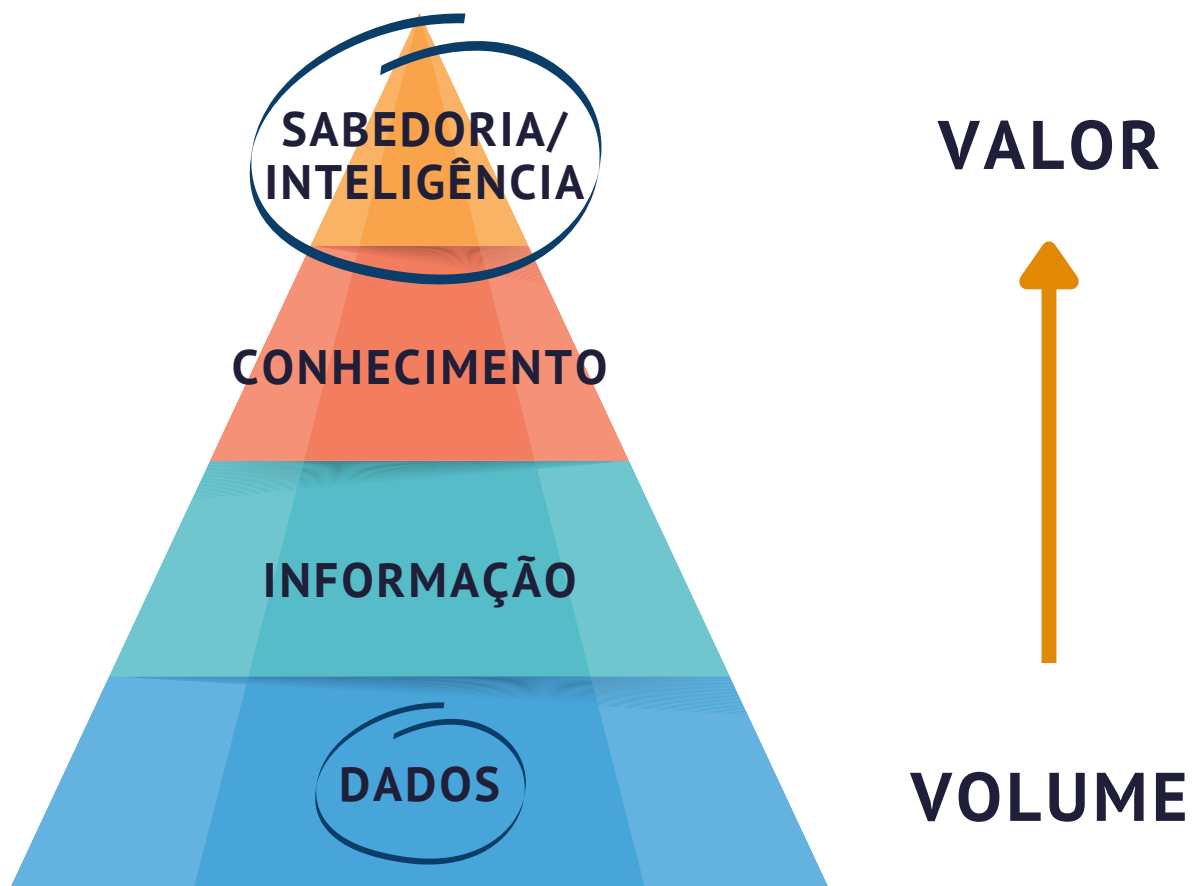 SABEDORIA/
INTELIGÊNCIA
VALOR
CONHECIMENTO
INFORMAÇÃO
DADOS
VOLUME